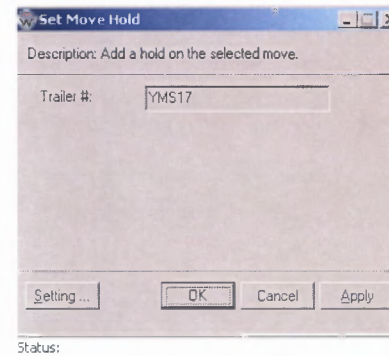 Set Move Hold
Description: Add a hold on the selected move.
Trailer #: YMS17
Setting ... OK Cancel Apply
Status: